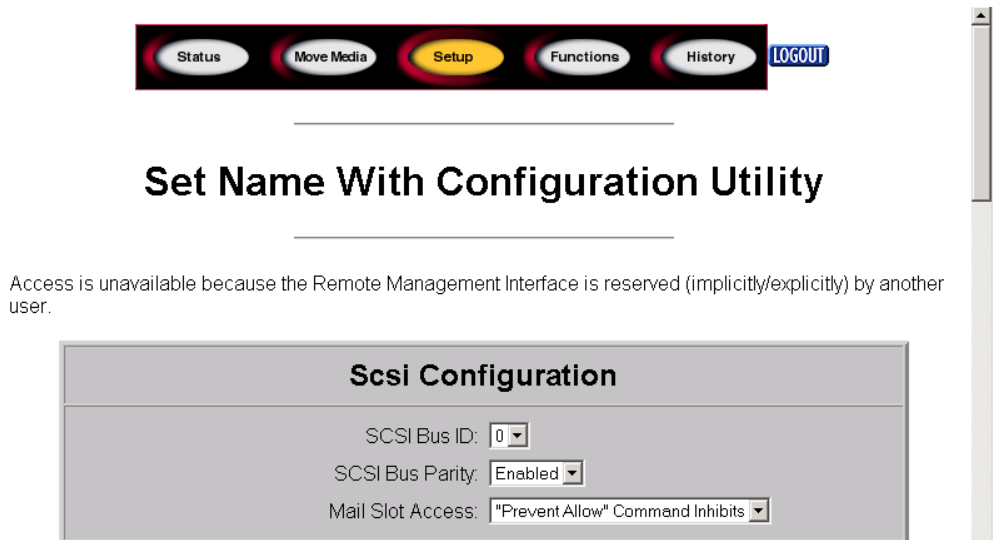 Status Move Media Setup Functions History LOGOUT
Set Name With Configuration Utility
Access is unavailable because the Remote Management Interface is reserved (implicitly/explicitly) by another
user.
Scsi Configuration
SCSI Bus ID: 0
SCSI Bus Parity: Enabled
Mail Slot Access: "Prevent Allow" Command Inhibits